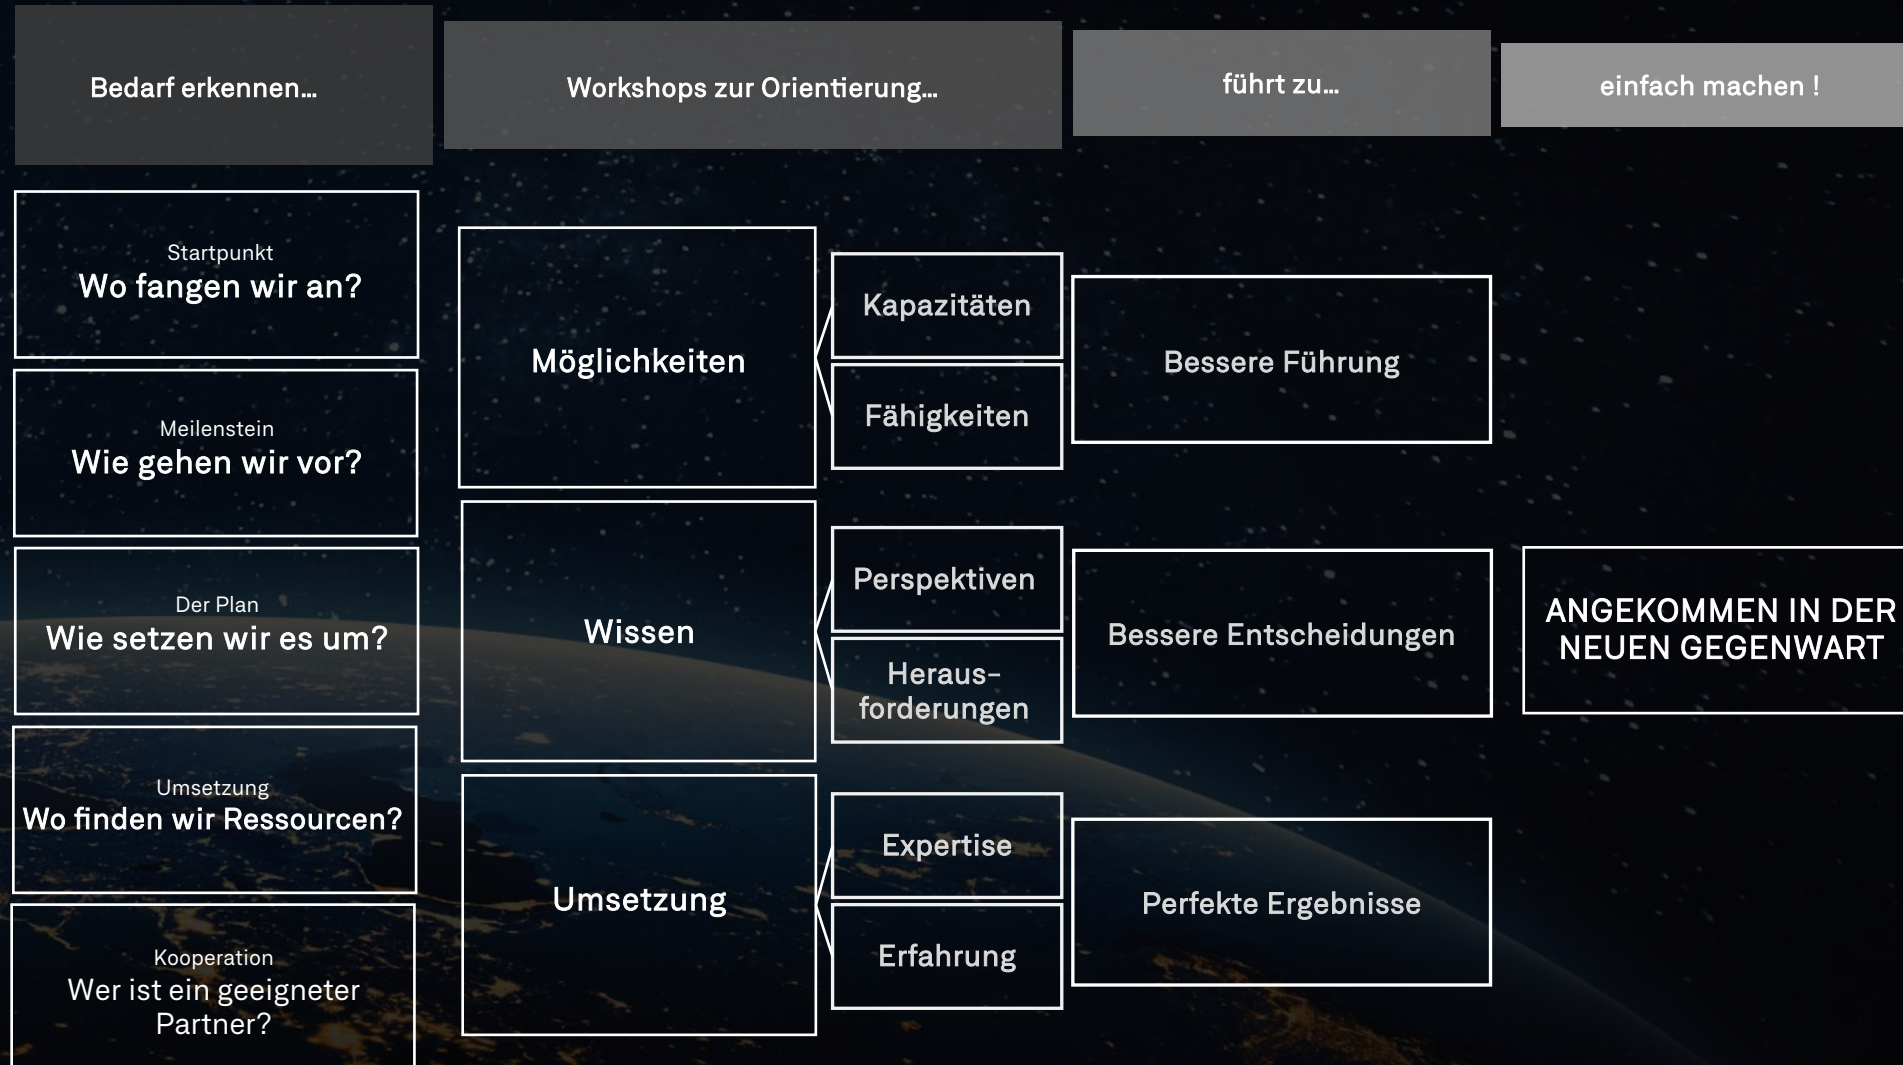 Bedarf erkennen...
Workshops zur Orientierung...
führt zu...
einfach machen !
Startpunkt
Wo fangen wir an?
Meilenstein
Wie gehen wir vor?
Der Plan
Wie setzen wir es um?
Umsetzung
Wo finden wir Ressourcen?
Kooperation
Wer ist ein geeigneter
Partner?
Möglichkeiten
Kapazitäten
Fähigkeiten
Wissen
Perspektiven
Heraus-
forderungen
Umsetzung
Expertise
Erfahrung
Bessere Führung
Bessere Entscheidungen
Perfekte Ergebnisse
ANGEKOMMEN IN DER
NEUEN GEGENWART